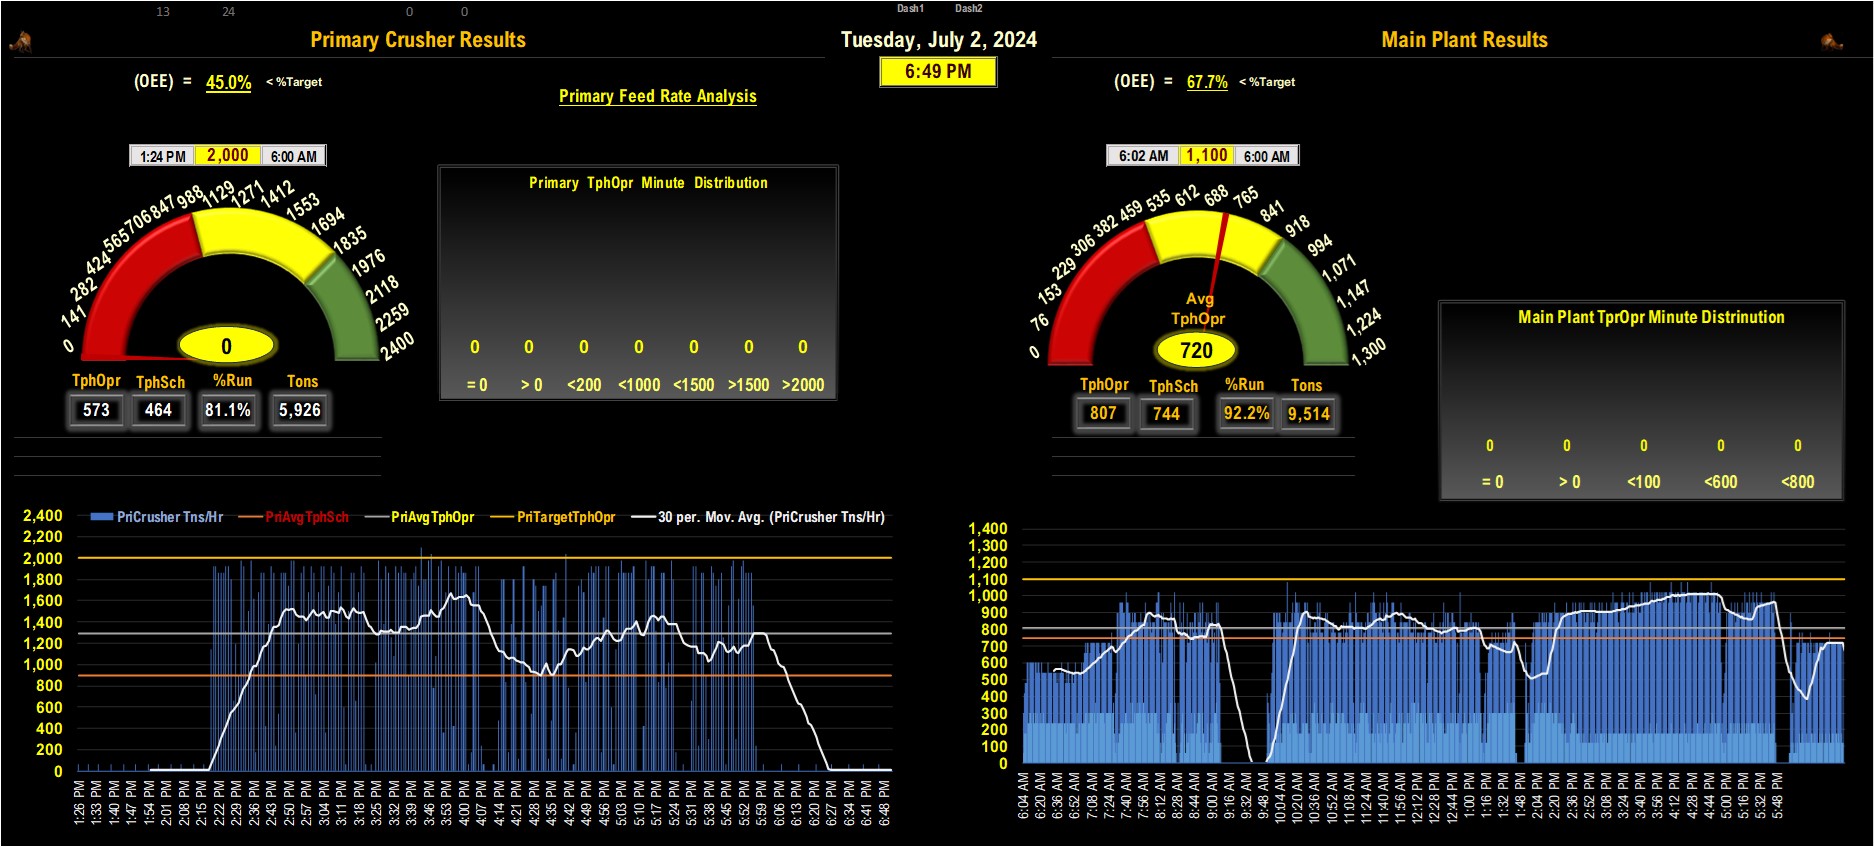 13 24 0 0 Dash1 Dash2
Primary Crusher Results
Tuesday, July 2, 2024
Main Plant Results
6:49 PM
(OEE) = 45.0% < %Target
Primary Feed Rate Analysis
(OEE) = 67.7% < %Target
1:24 PM 2,000 6:00 AM
0 141 282 424 565 706 847 988 1129 1271 1412 1553 1694 1835 1976 2118 2259 2400
0
TphOpr TphSch %Run Tons
573 464 81.1% 5,926
Primary TphOpr Minute Distribution
0 0 0 0 0 0 0
= 0 > 0 <200 <1000 <1500 >1500 >2000
6:02 AM 1,100 6:00 AM
0 76 153 229 306 382 459 535 612 688 765 841 918 994 1,071 1,147 1,224 1,300
Avg
TphOpr
720
TphOpr TphSch %Run Tons
807 744 92.2% 9,514
Main Plant TprOpr Minute Distrinution
0 0 0 0 0
= 0 > 0 <100 <600 <800
PriCrusher Tns/Hr PriAvgTphSch PriAvgTphOpr PriTargetTphOpr 30 per. Mov. Avg. (PriCrusher Tns/Hr)
2,400
2,200
2,000
1,800
1,600
1,400
1,200
1,000
800
600
400
200
0
1:26 PM 1:33 PM 1:40 PM 1:47 PM 1:54 PM 2:01 PM 2:08 PM 2:15 PM 2:22 PM 2:29 PM 2:36 PM 2:43 PM 2:50 PM 2:57 PM 3:04 PM 3:11 PM 3:18 PM 3:25 PM 3:32 PM 3:39 PM 3:46 PM 3:53 PM 4:00 PM 4:07 PM 4:14 PM 4:21 PM 4:28 PM 4:35 PM 4:42 PM 4:49 PM 4:56 PM 5:03 PM 5:10 PM 5:17 PM 5:24 PM 5:31 PM 5:38 PM 5:45 PM 5:52 PM 5:59 PM 6:06 PM 6:13 PM 6:20 PM 6:27 PM 6:34 PM 6:41 PM 6:48 PM
1,400
1,300
1,200
1,100
1,000
900
800
700
600
500
400
300
200
100
0
6:04 AM 6:20 AM 6:36 AM 6:52 AM 7:08 AM 7:24 AM 7:40 AM 7:56 AM 8:12 AM 8:28 AM 8:44 AM 9:00 AM 9:16 AM 9:32 AM 9:48 AM 10:04 AM 10:20 AM 10:36 AM 10:52 AM 11:08 AM 11:24 AM 11:40 AM 11:56 AM 12:12 PM 12:28 PM 12:44 PM 1:00 PM 1:16 PM 1:32 PM 1:48 PM 2:04 PM 2:20 PM 2:36 PM 2:52 PM 3:08 PM 3:24 PM 3:40 PM 3:56 PM 4:12 PM 4:28 PM 4:44 PM 5:00 PM 5:16 PM 5:32 PM 5:48 PM